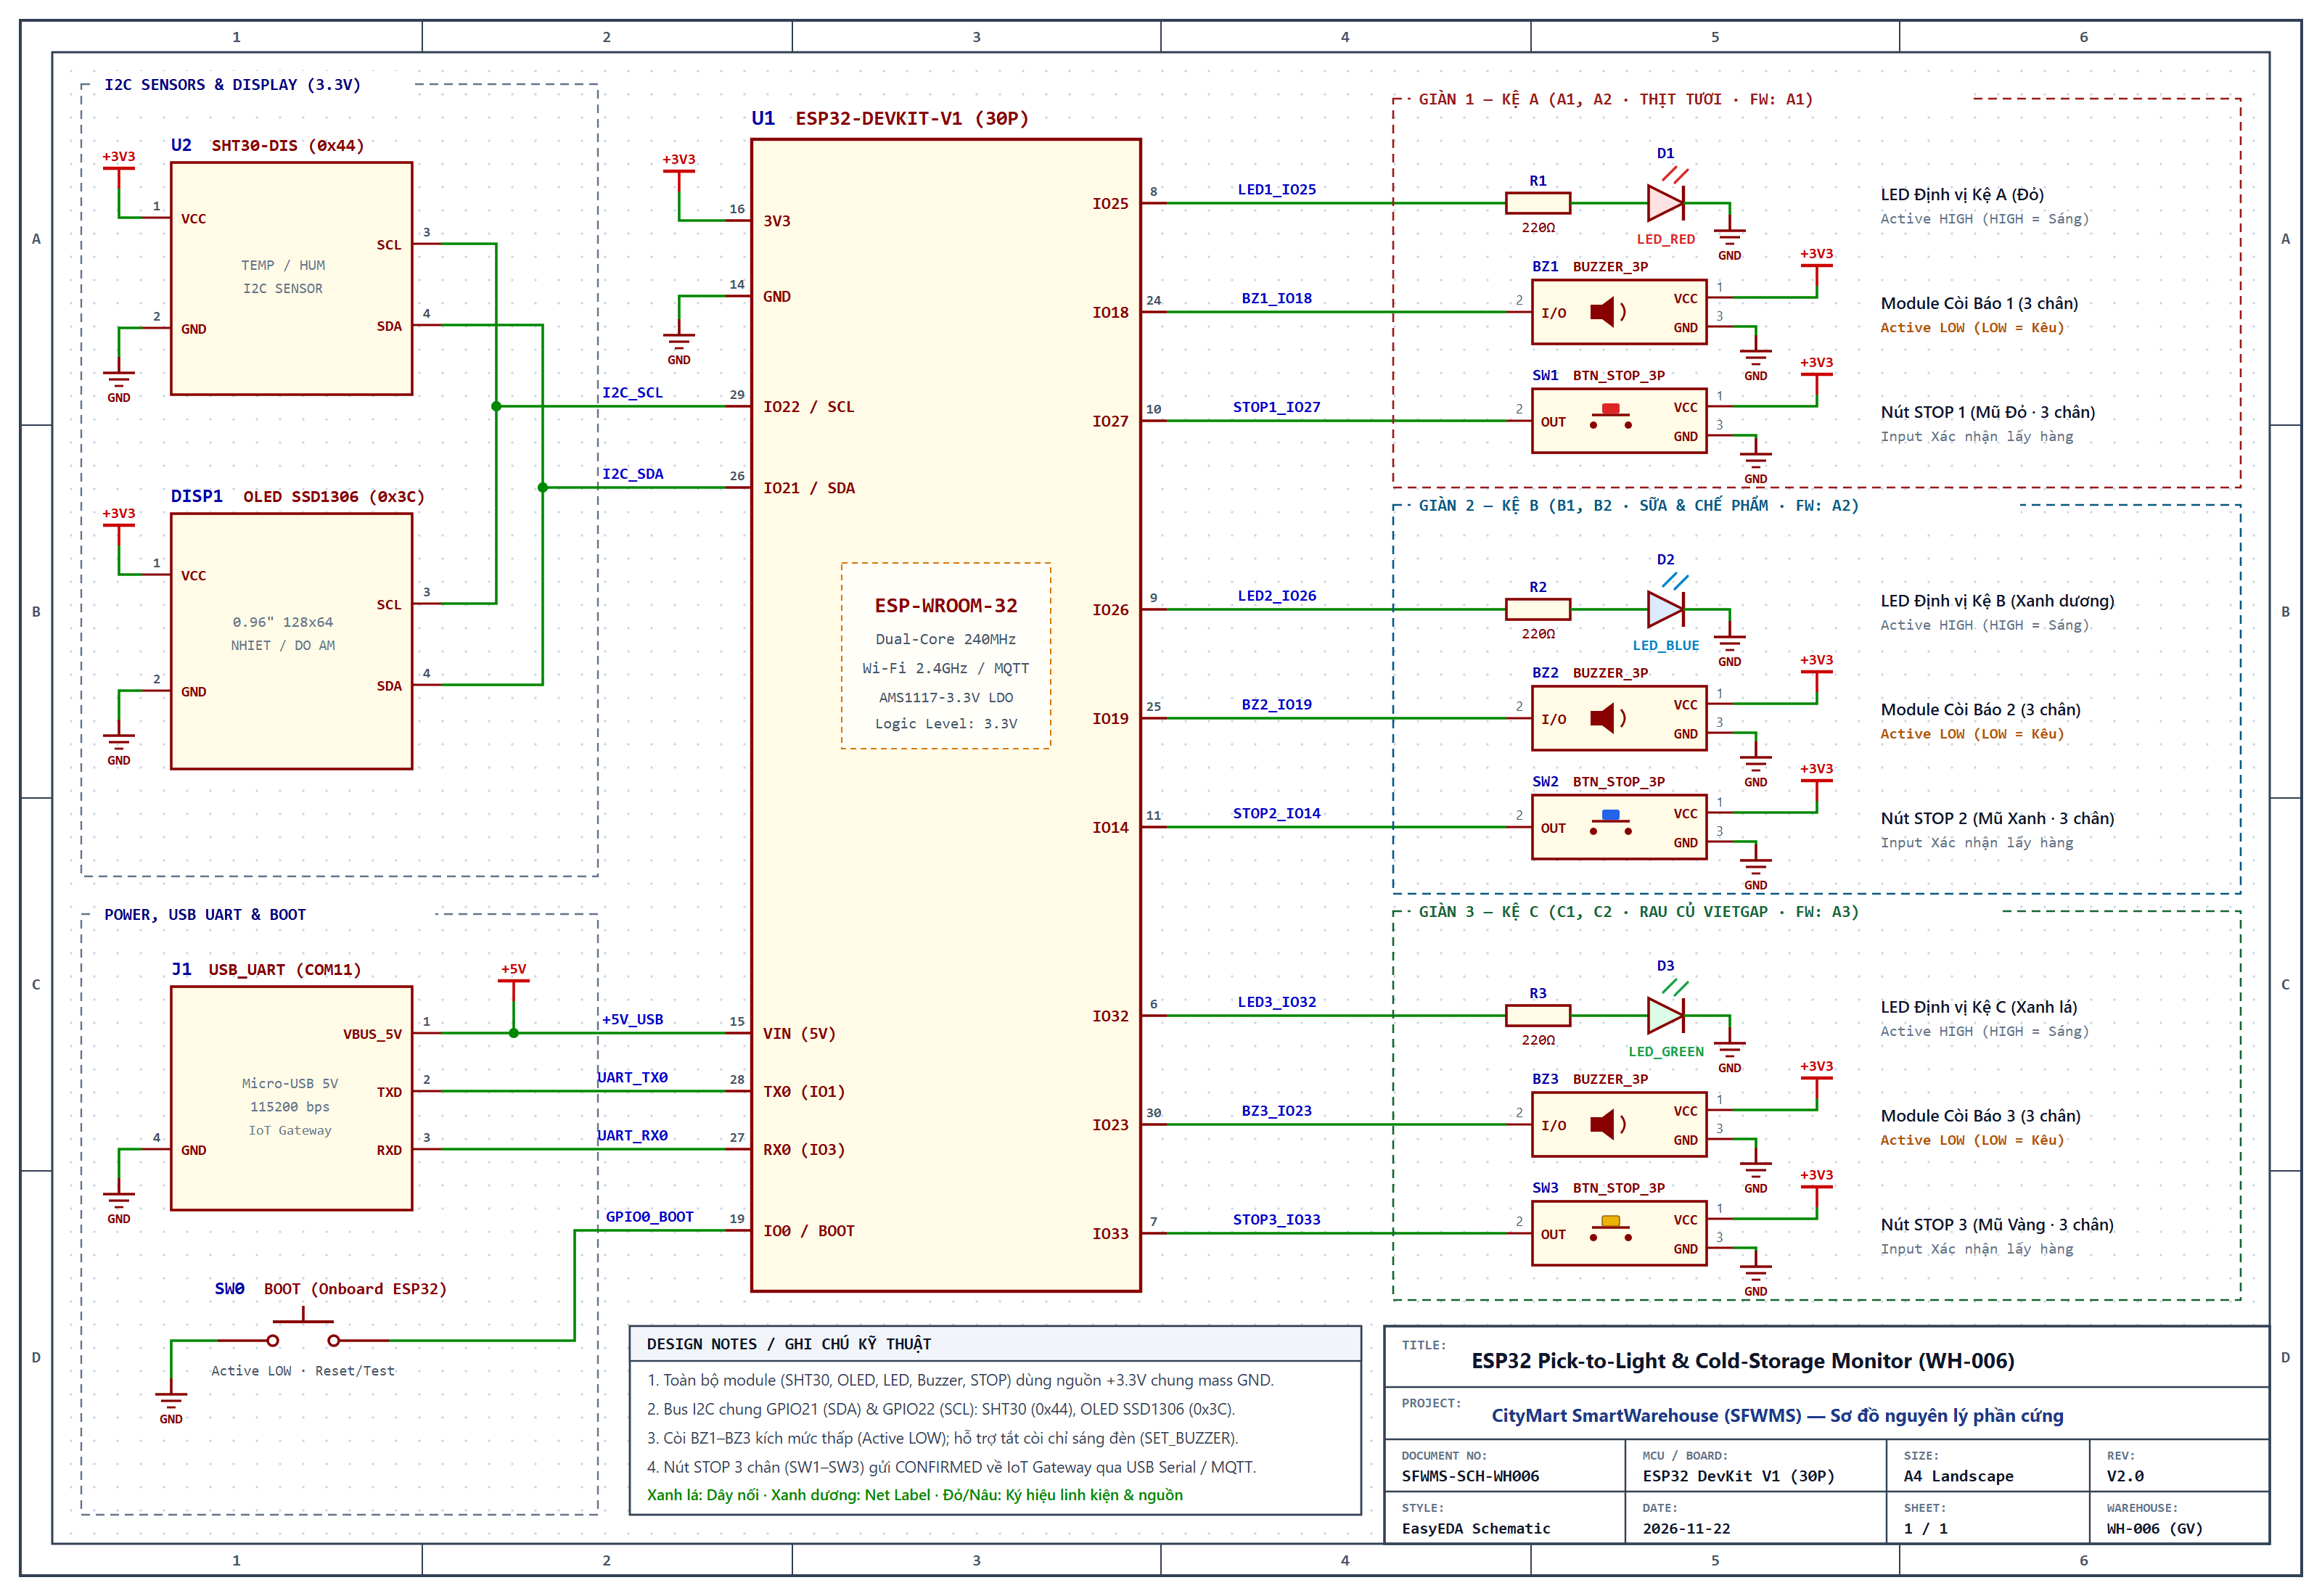 1 2 3 4 5 6
A
B
C
D
A
B
C
D
I2C SENSORS & DISPLAY (3.3V)
U2 SHT30-DIS (0x44)
+3V3
1 VCC
SCL 3
TEMP / HUM
I2C SENSOR
2 GND
SDA 4
GND
DISP1 OLED SSD1306 (0x3C)
+3V3
1 VCC
SCL 3
0.96" 128x64
NHIET / DO AM
2 GND
SDA 4
GND
I2C_SCL
I2C_SDA
POWER, USB UART & BOOT
J1 USB_UART (COM11)
+5V
VBUS_5V 1
+5V_USB
Micro-USB 5V
115200 bps
IoT Gateway
TXD 2
UART_TX0
4 GND
RXD 3
UART_RX0
GND
GPIO0_BOOT
SW0 BOOT (Onboard ESP32)
Active LOW · Reset/Test
GND
U1 ESP32-DEVKIT-V1 (30P)
+3V3
16 3V3
14 GND
GND
29 IO22 / SCL
26 IO21 / SDA
15 VIN (5V)
28 TX0 (IO1)
27 RX0 (IO3)
19 IO0 / BOOT
ESP-WROOM-32
Dual-Core 240MHz
Wi-Fi 2.4GHz / MQTT
AMS1117-3.3V LDO
Logic Level: 3.3V
IO25 8 LED1_IO25
IO18 24 BZ1_IO18
IO27 10 STOP1_IO27
IO26 9 LED2_IO26
IO19 25 BZ2_IO19
IO14 11 STOP2_IO14
IO32 6 LED3_IO32
IO23 30 BZ3_IO23
IO33 7 STOP3_IO33
GIÀN 1 — KỆ A (A1, A2 · THỊT TƯƠI · FW: A1)
D1
R1
220Ω
LED_RED
GND
LED Định vị Kệ A (Đỏ)
Active HIGH (HIGH = Sáng)
BZ1 BUZZER_3P
+3V3
2 I/O VCC 1
GND 3
GND
Module Còi Báo 1 (3 chân)
Active LOW (LOW = Kêu)
SW1 BTN_STOP_3P
+3V3
2 OUT VCC 1
GND 3
GND
Nút STOP 1 (Mũ Đỏ · 3 chân)
Input Xác nhận lấy hàng
GIÀN 2 — KỆ B (B1, B2 · SỮA & CHẾ PHẨM · FW: A2)
D2
R2
220Ω
LED_BLUE
GND
LED Định vị Kệ B (Xanh dương)
Active HIGH (HIGH = Sáng)
BZ2 BUZZER_3P
+3V3
2 I/O VCC 1
GND 3
GND
Module Còi Báo 2 (3 chân)
Active LOW (LOW = Kêu)
SW2 BTN_STOP_3P
+3V3
2 OUT VCC 1
GND 3
GND
Nút STOP 2 (Mũ Xanh · 3 chân)
Input Xác nhận lấy hàng
GIÀN 3 — KỆ C (C1, C2 · RAU CỦ VIETGAP · FW: A3)
D3
R3
220Ω
LED_GREEN
GND
LED Định vị Kệ C (Xanh lá)
Active HIGH (HIGH = Sáng)
BZ3 BUZZER_3P
+3V3
2 I/O VCC 1
GND 3
GND
Module Còi Báo 3 (3 chân)
Active LOW (LOW = Kêu)
SW3 BTN_STOP_3P
+3V3
2 OUT VCC 1
GND 3
GND
Nút STOP 3 (Mũ Vàng · 3 chân)
Input Xác nhận lấy hàng
DESIGN NOTES / GHI CHÚ KỸ THUẬT
1. Toàn bộ module (SHT30, OLED, LED, Buzzer, STOP) dùng nguồn +3.3V chung mass GND.
2. Bus I2C chung GPIO21 (SDA) & GPIO22 (SCL): SHT30 (0x44), OLED SSD1306 (0x3C).
3. Còi BZ1–BZ3 kích mức thấp (Active LOW); hỗ trợ tắt còi chỉ sáng đèn (SET_BUZZER).
4. Nút STOP 3 chân (SW1–SW3) gửi CONFIRMED về IoT Gateway qua USB Serial / MQTT.
Xanh lá: Dây nối · Xanh dương: Net Label · Đỏ/Nâu: Ký hiệu linh kiện & nguồn
TITLE:
ESP32 Pick-to-Light & Cold-Storage Monitor (WH-006)
PROJECT:
CityMart SmartWarehouse (SFWMS) — Sơ đồ nguyên lý phần cứng
DOCUMENT NO: MCU / BOARD: SIZE: REV:
SFWMS-SCH-WH006 ESP32 DevKit V1 (30P) A4 Landscape V2.0
STYLE: DATE: SHEET: WAREHOUSE:
EasyEDA Schematic 2026-11-22 1 / 1 WH-006 (GV)
1 2 3 4 5 6